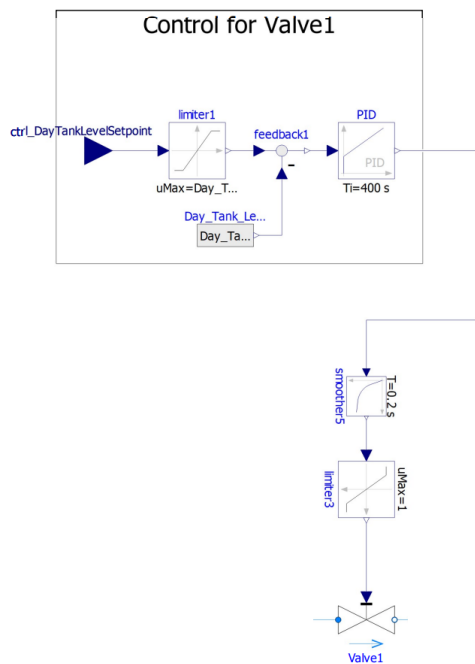 Control for Valve1
ctrl_DayTankLevelSetpoint
limiter1
uMax=Day_T...
feedback1
PID
PID
Ti=400 s
Day_Tank_Le...
Day_Ta...
T=0.2 s
smoother5
uMax=1
limiter3
Valve1